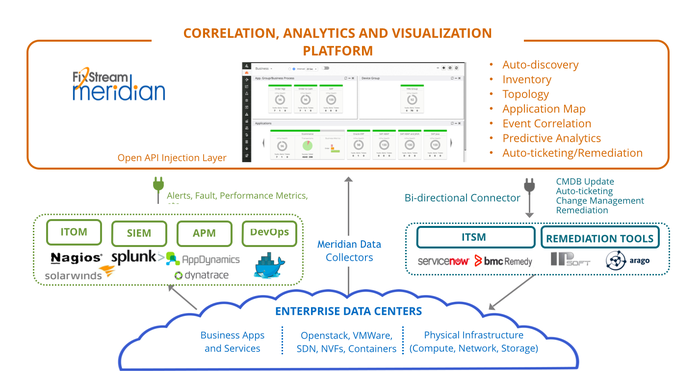 CORRELATION, ANALYTICS AND VISUALIZATION
PLATFORM
FixStream
meridian
Open API Injection Layer
• Auto-discovery
• Inventory
• Topology
• Application Map
• Event Correlation
• Predictive Analytics
• Auto-ticketing/Remediation
Alerts, Fault, Performance Metrics,
Bi-directional Connector
CMDB Update
Auto-ticketing
Change Management
Remediation
ITOM
SIEM
APM
DevOps
Nagios
splunk>
AppDynamics
solarwinds
dynatrace
docker
Meridian Data
Collectors
ITSM
REMEDIATION TOOLS
servicenow
bmc Remedy
IPsoft
arago
ENTERPRISE DATA CENTERS
Business Apps
and Services
Openstack, VMWare,
SDN, NVFs, Containers
Physical Infrastructure
(Compute, Network, Storage)